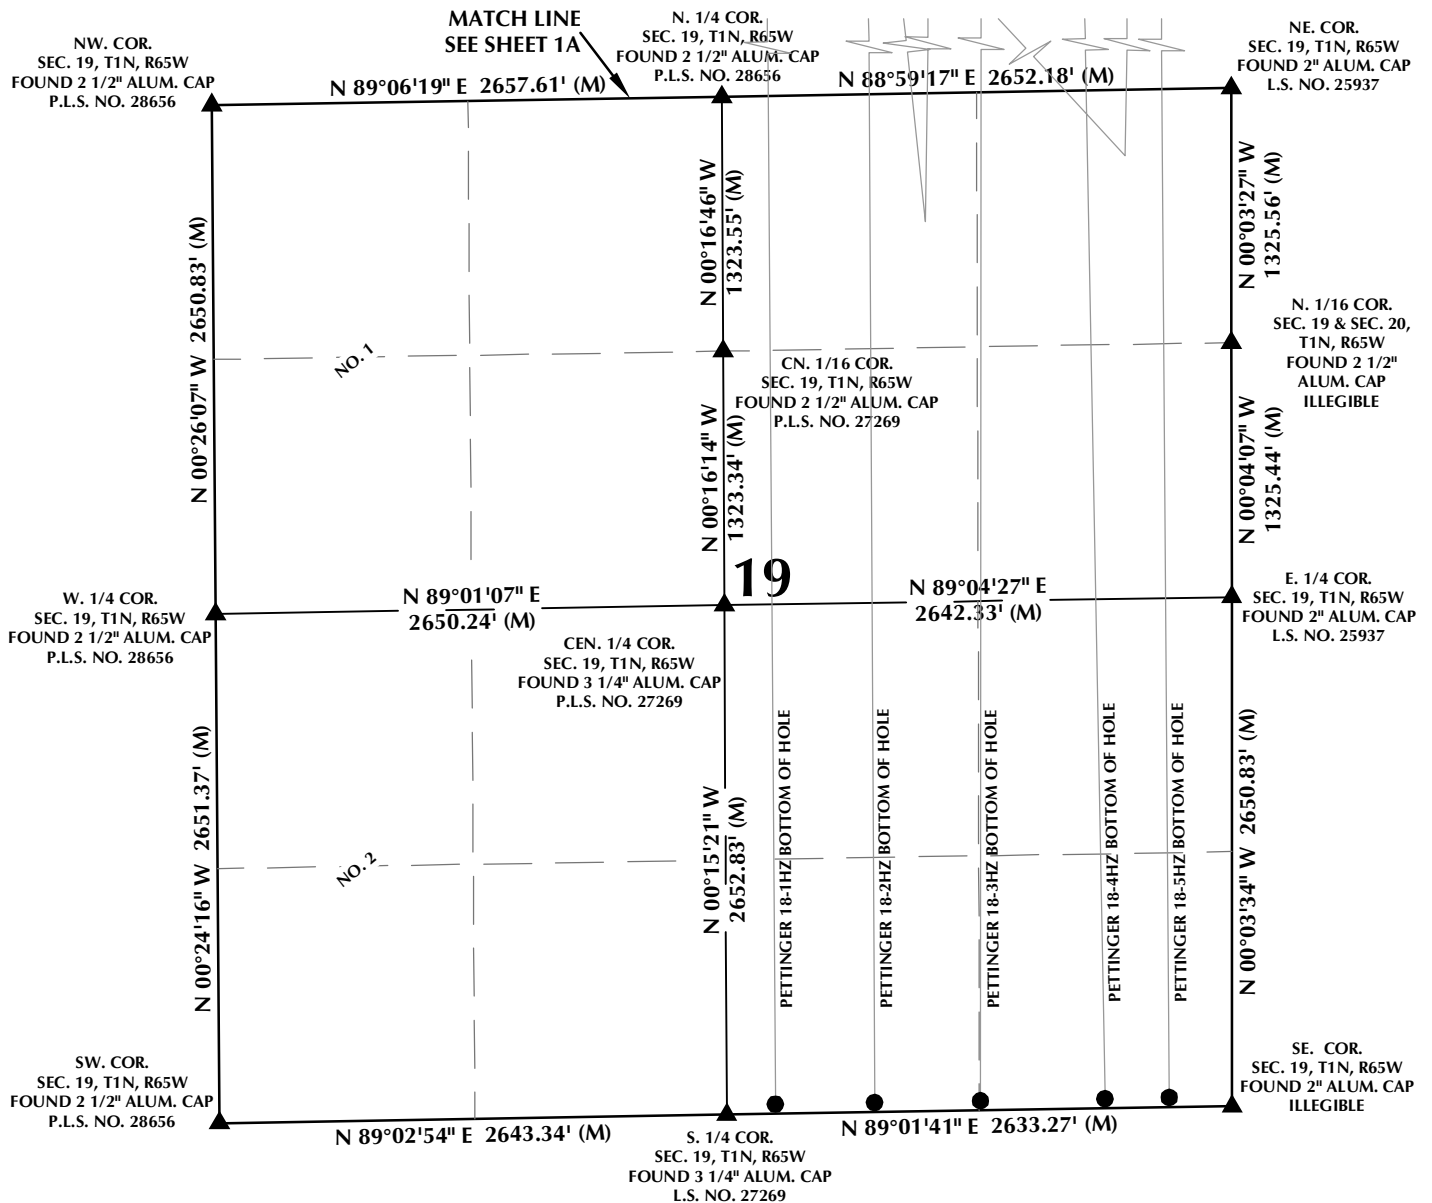 MATCH LINE
SEE SHEET 1A
NW. COR.
SEC. 19, T1N, R65W
FOUND 2 1/2" ALUM. CAP
P.L.S. NO. 28656
N. 1/4 COR.
SEC. 19, T1N, R65W
FOUND 2 1/2" ALUM. CAP
P.L.S. NO. 28656
NE. COR.
SEC. 19, T1N, R65W
FOUND 2" ALUM. CAP
L.S. NO. 25937
N 89°06'19" E 2657.61' (M)
N 88°59'17" E 2652.18' (M)
N 00°26'07" W 2650.83' (M)
N 00°16'46" W
1323.55' (M)
N 00°03'27" W
1325.56' (M)
NO. 1
CN. 1/16 COR.
SEC. 19, T1N, R65W
FOUND 2 1/2" ALUM. CAP
P.L.S. NO. 27269
N. 1/16 COR.
SEC. 19 & SEC. 20,
T1N, R65W
FOUND 2 1/2"
ALUM. CAP
ILLEGIBLE
N 00°16'14" W
1323.34' (M)
N 00°04'07" W
1325.44' (M)
19
W. 1/4 COR.
SEC. 19, T1N, R65W
FOUND 2 1/2" ALUM. CAP
P.L.S. NO. 28656
N 89°01'07" E
2650.24' (M)
N 89°04'27" E
2642.33' (M)
E. 1/4 COR.
SEC. 19, T1N, R65W
FOUND 2" ALUM. CAP
L.S. NO. 25937
CEN. 1/4 COR.
SEC. 19, T1N, R65W
FOUND 3 1/4" ALUM. CAP
P.L.S. NO. 27269
N 00°24'16" W 2651.37' (M)
NO. 2
N 00°15'21" W
2652.83' (M)
PETTINGER 18-1HZ BOTTOM OF HOLE
PETTINGER 18-2HZ BOTTOM OF HOLE
PETTINGER 18-3HZ BOTTOM OF HOLE
PETTINGER 18-4HZ BOTTOM OF HOLE
PETTINGER 18-5HZ BOTTOM OF HOLE
N 00°03'34" W 2650.83' (M)
SW. COR.
SEC. 19, T1N, R65W
FOUND 2 1/2" ALUM. CAP
P.L.S. NO. 28656
N 89°02'54" E 2643.34' (M)
S. 1/4 COR.
SEC. 19, T1N, R65W
FOUND 3 1/4" ALUM. CAP
L.S. NO. 27269
N 89°01'41" E 2633.27' (M)
SE. COR.
SEC. 19, T1N, R65W
FOUND 2" ALUM. CAP
ILLEGIBLE